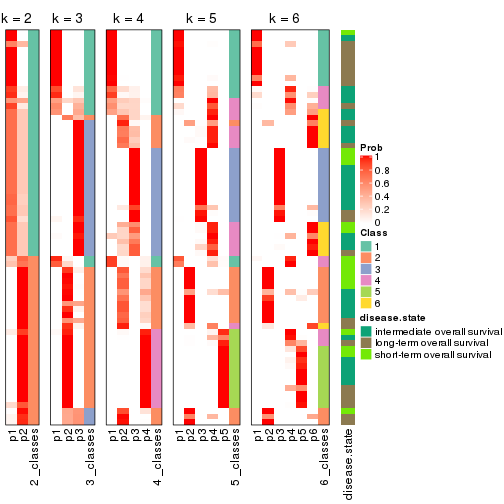 k = 2
k = 3
k = 4
k = 5
k = 6
Prob
1
0.8
0.6
0.4
0.2
0
Class
1
2
3
4
5
6
disease.state
intermediate overall survival
long-term overall survival
short-term overall survival
p1
p2
2_classes
p1
p2
p3
3_classes
p1
p2
p3
p4
4_classes
p1
p2
p3
p4
p5
5_classes
p1
p2
p3
p4
p5
p6
6_classes
disease.state